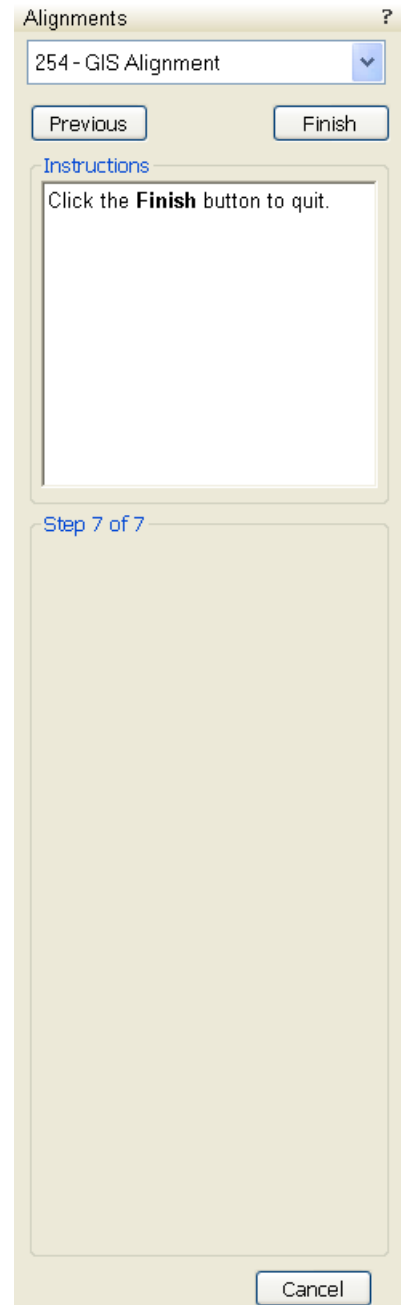 Alignments ?
254 - GIS Alignment
Previous Finish
Instructions
Click the Finish button to quit.
Step 7 of 7
Cancel